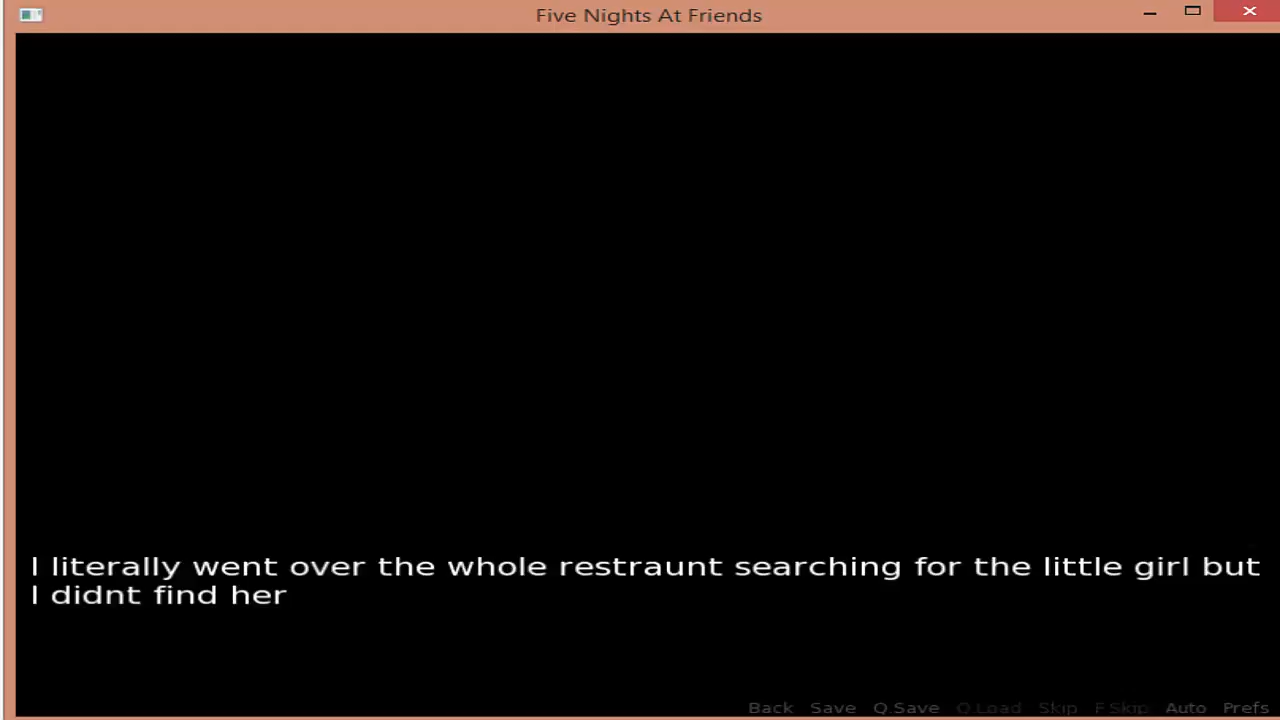 Five Nights At Friends
I literally went over the whole restraunt searching for the little girl but
I didnt find her
Back Save Q.Save Q.Load Skip F.Skip Auto Prefs